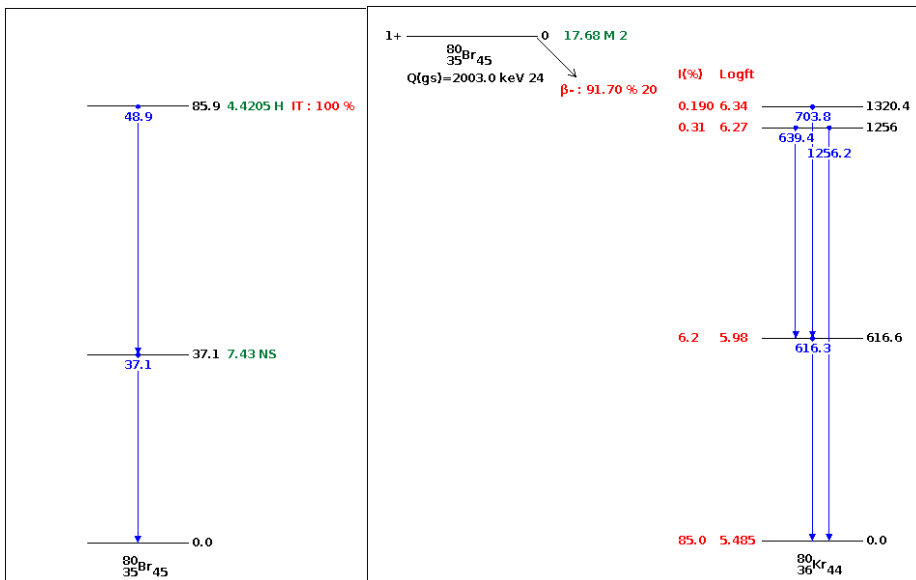 85.9 4.4205 H IT : 100 %
48.9
37.1 7.43 NS
37.1
0.0
80
35Br45
1+ 0 17.68 M 2
80
35Br45
Q(gs)=2003.0 keV 24
β- : 91.70 % 20
I(%) Logft
0.190 6.34 1320.4
703.8
0.31 6.27 1256
639.4
1256.2
6.2 5.98 616.6
616.3
85.0 5.485 0.0
80
36Kr44